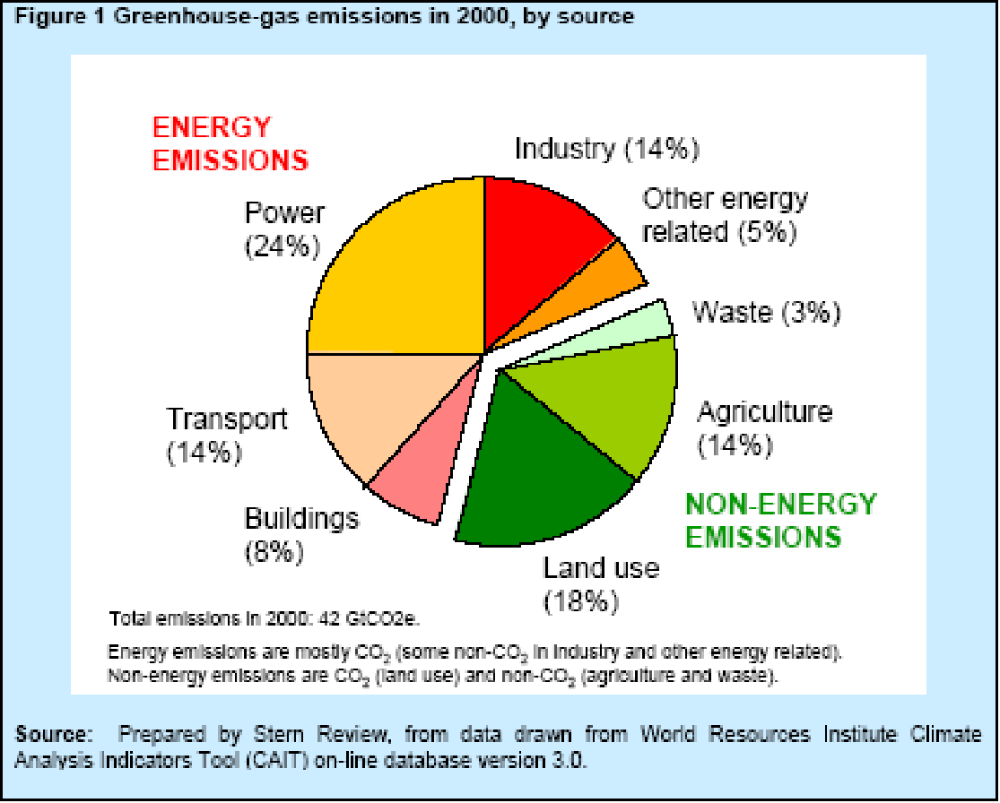 Figure 1 Greenhouse-gas emissions in 2000, by source
ENERGY
EMISSIONS
Industry (14%)
Other energy
related (5%)
Power
(24%)
Waste (3%)
Transport
(14%)
Agriculture
(14%)
Buildings
(8%)
NON-ENERGY
EMISSIONS
Land use
(18%)
Total emissions in 2000: 42 GtCO2e.
Energy emissions are mostly CO₂ (some non-CO₂ in industry and other energy related).
Non-energy emissions are CO₂ (land use) and non-CO₂ (agriculture and waste).
Source: Prepared by Stern Review, from data drawn from World Resources Institute Climate
Analysis Indicators Tool (CAIT) on-line database version 3.0.